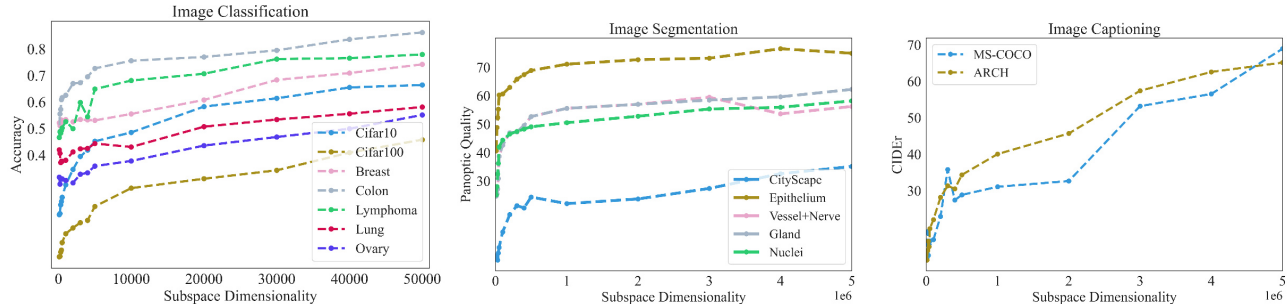 Image Classification
Accuracy
0.8
0.7
0.6
0.5
0.4
0
10000
20000
30000
40000
50000
Subspace Dimensionality
Cifar10
Cifar100
Breast
Colon
Lymphoma
Lung
Ovary
Image Segmentation
Panoptic Quality
70
60
50
40
30
0
1
2
3
4
5
1e6
Subspace Dimensionality
CityScape
Epithelium
Vessel+Nerve
Gland
Nuclei
Image Captioning
CIDEr
70
60
50
40
30
0
1
2
3
4
5
1e6
Subspace Dimensionality
MS-COCO
ARCH